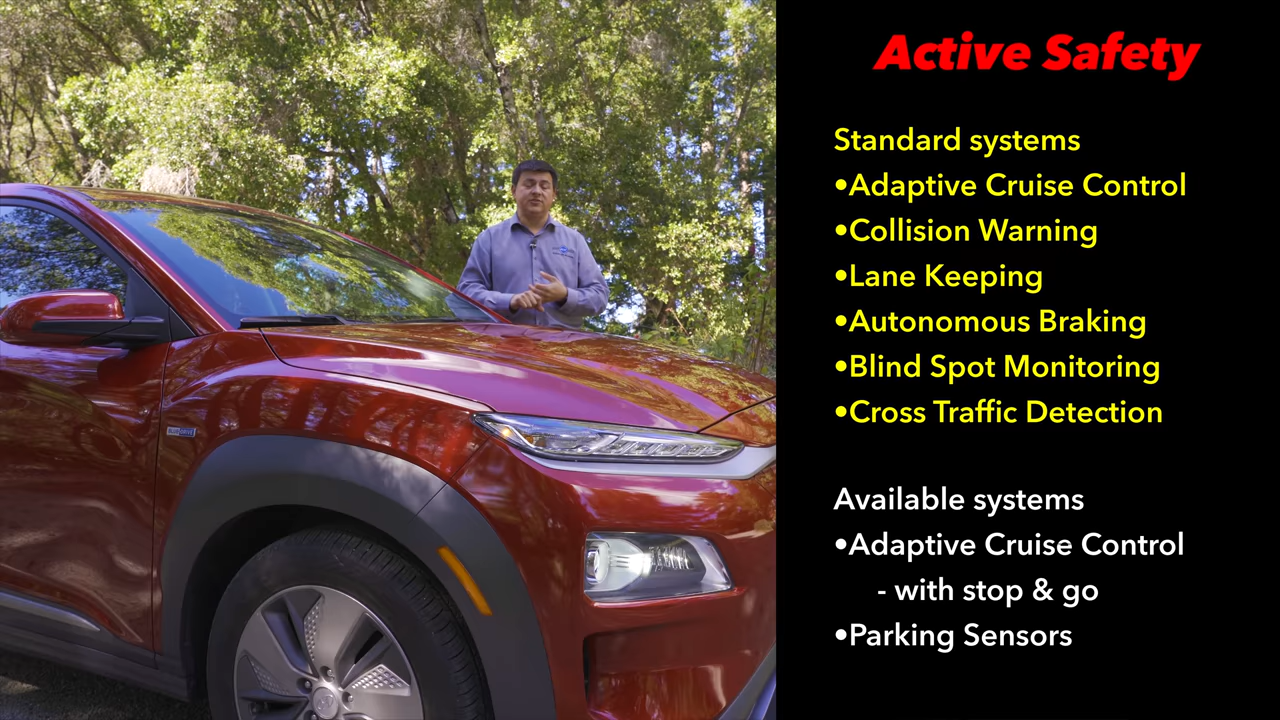 Active Safety
Standard systems
•Adaptive Cruise Control
•Collision Warning
•Lane Keeping
•Autonomous Braking
•Blind Spot Monitoring
•Cross Traffic Detection
Available systems
•Adaptive Cruise Control
- with stop & go
•Parking Sensors